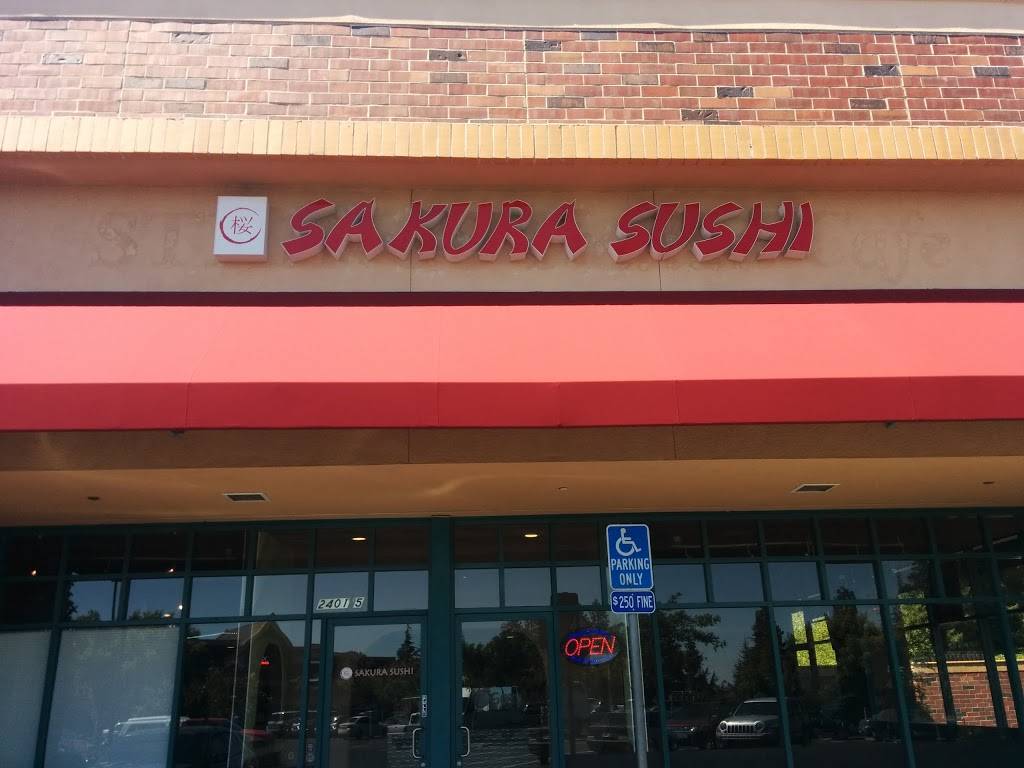 桜 SAKURA SUSHI
PARKING
ONLY
$250 FINE
24015
OPEN
SAKURA SUSHI